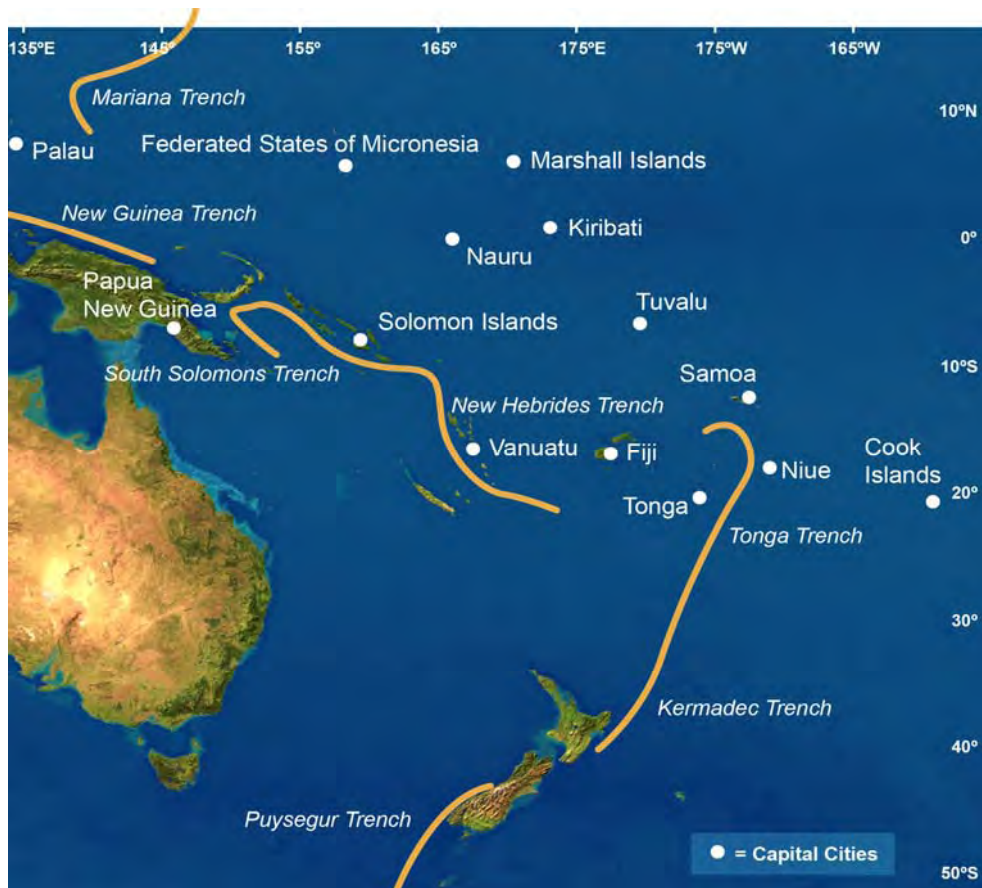 135ºE 145º 155º 165º 175ºE 175ºW 165ºW
Mariana Trench
10ºN
Federated States of Micronesia
Palau
Marshall Islands
New Guinea Trench
Kiribati
0º
Nauru
Papua
New Guinea
Tuvalu
Solomon Islands
South Solomons Trench
10ºS
Samoa
New Hebrides Trench
Vanuatu
Fiji
Cook
Islands
Niue
20º
Tonga
Tonga Trench
30º
Kermadec Trench
40º
Puysegur Trench
= Capital Cities
50ºS